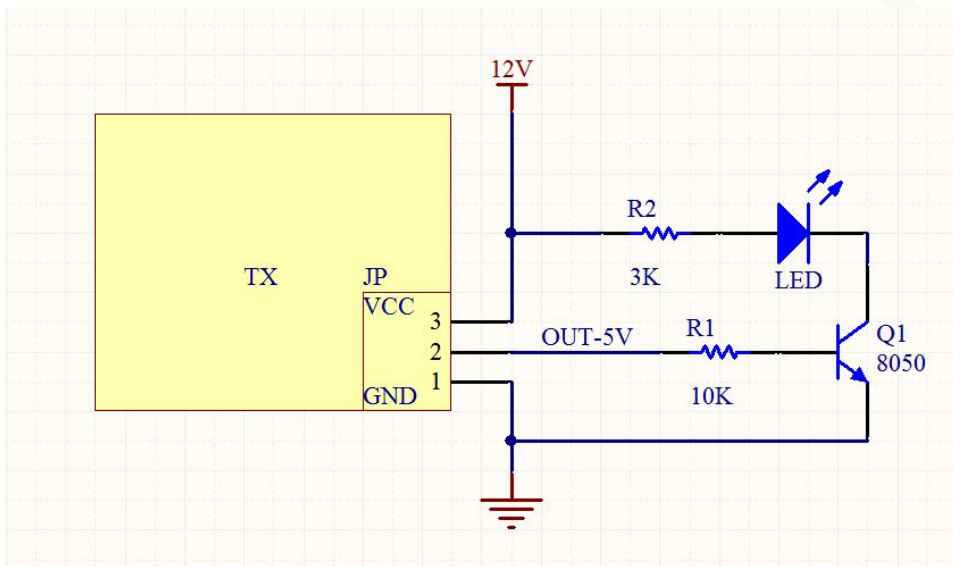 12V
R2
3K
LED
TX
JP
VCC
3
2
1
GND
OUT-5V
R1
10K
Q1
8050